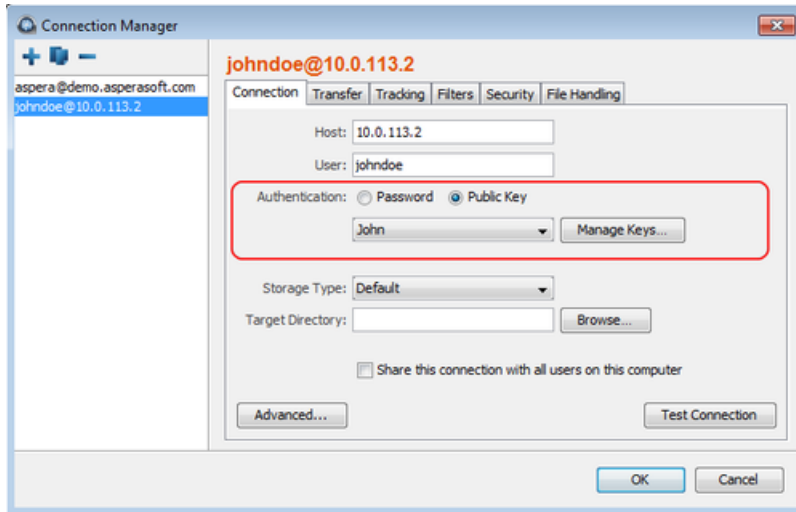 Connection Manager
aspera@demo.asperasoft.com
johndoe@10.0.113.2
johndoe@10.0.113.2
Connection Transfer Tracking Filters Security File Handling
Host: 10.0.113.2
User: johndoe
Authentication: Password Public Key
John Manage Keys...
Storage Type: Default
Target Directory: Browse...
Share this connection with all users on this computer
Advanced... Test Connection
OK Cancel